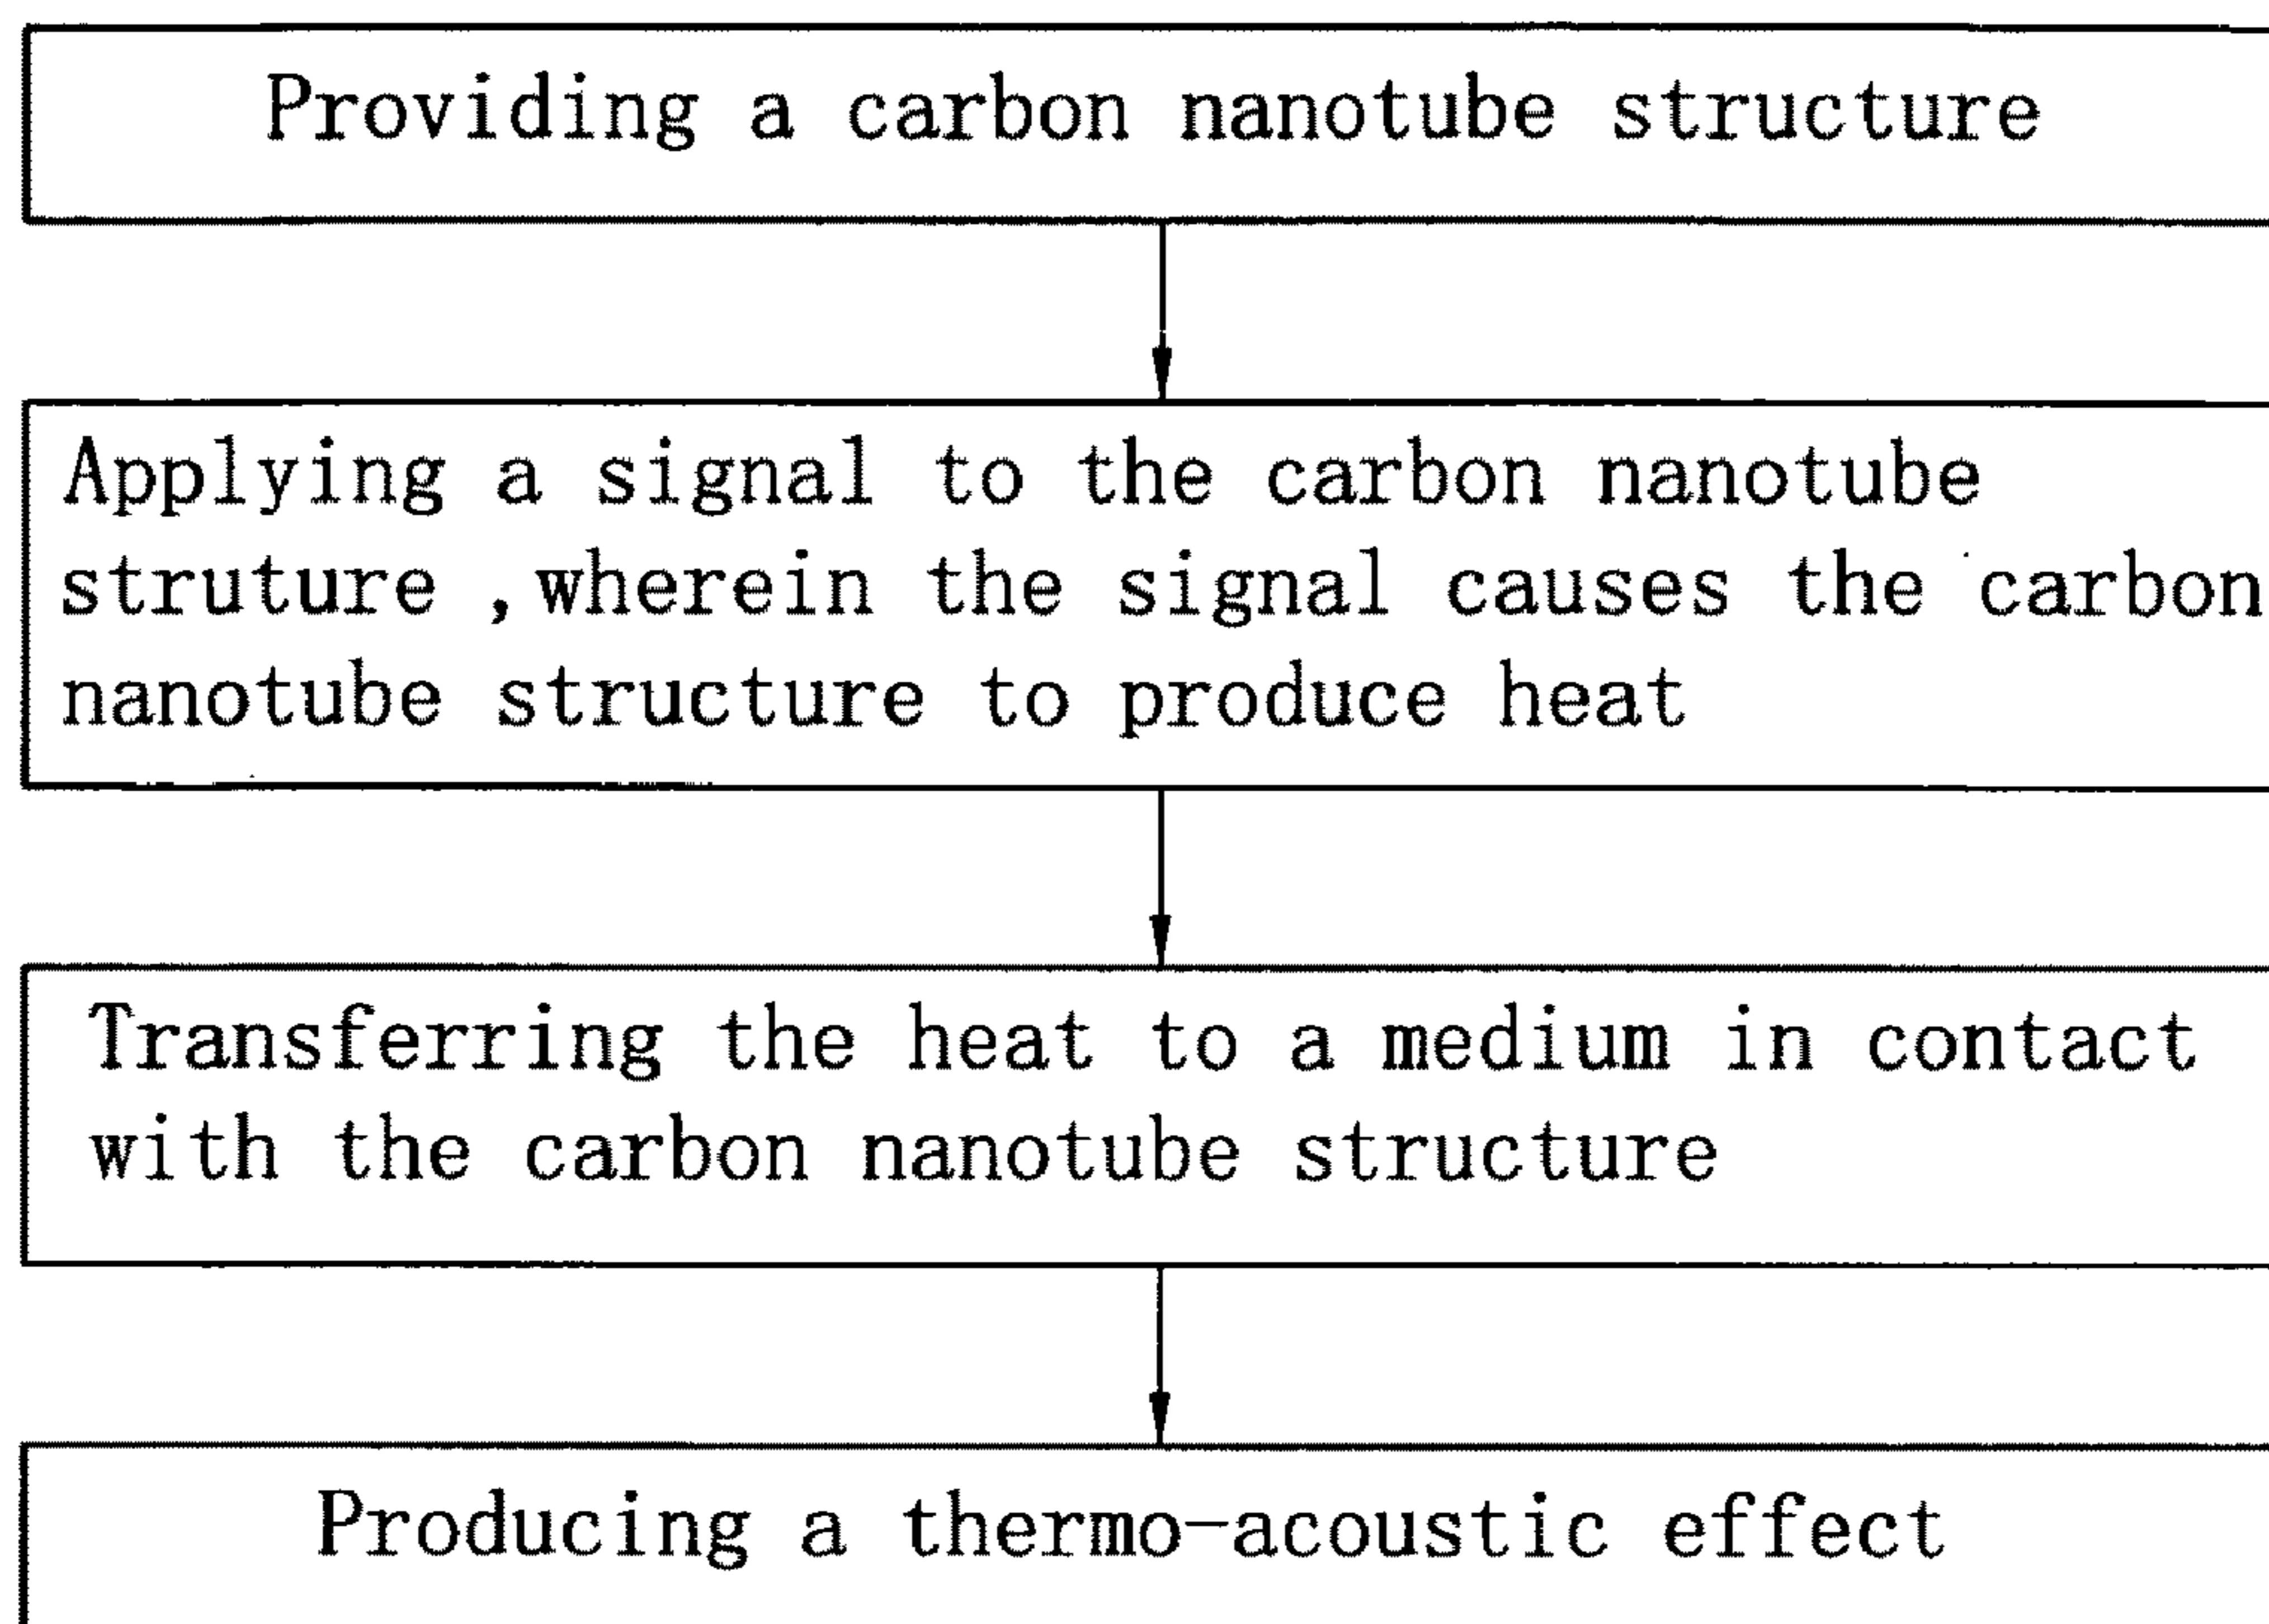 Providing a carbon nanotube structure
Applying a signal to the carbon nanotube
struture ,wherein the signal causes the carbon
nanotube structure to produce heat
Transferring the heat to a medium in contact
with the carbon nanotube structure
Producing a thermo-acoustic effect